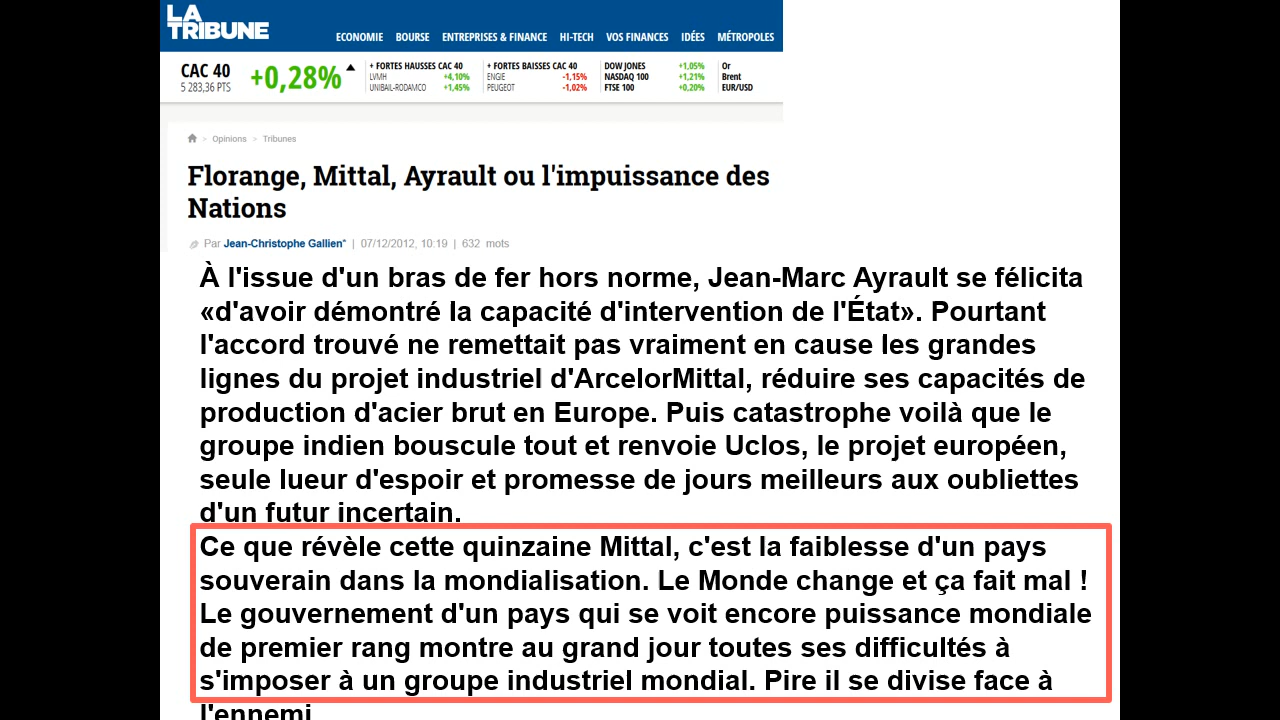 LA TRIBUNE
ECONOMIE BOURSE ENTREPRISES & FINANCE HI-TECH VOS FINANCES IDÉES MÉTROPOLES
CAC 40
5 283,36 PTS
+0,28%
+ FORTES HAUSSES CAC 40
LVMH +4,10%
UNIBAIL-RODAMCO +1,45%
+ FORTES BAISSES CAC 40
ENGIE -1,15%
PEUGEOT -1,02%
DOW JONES +1,05%
NASDAQ 100 +1,21%
FTSE 100 +0,20%
Or
Brent
EUR/USD
> Opinions > Tribunes
Florange, Mittal, Ayrault ou l'impuissance des
Nations
Par Jean-Christophe Gallien* | 07/12/2012, 10:19 | 632 mots
À l'issue d'un bras de fer hors norme, Jean-Marc Ayrault se félicita
«d'avoir démontré la capacité d'intervention de l'État». Pourtant
l'accord trouvé ne remettait pas vraiment en cause les grandes
lignes du projet industriel d'ArcelorMittal, réduire ses capacités de
production d'acier brut en Europe. Puis catastrophe voilà que le
groupe indien bouscule tout et renvoie Uclos, le projet européen,
seule lueur d'espoir et promesse de jours meilleurs aux oubliettes
d'un futur incertain.
Ce que révèle cette quinzaine Mittal, c'est la faiblesse d'un pays
souverain dans la mondialisation. Le Monde change et ça fait mal !
Le gouvernement d'un pays qui se voit encore puissance mondiale
de premier rang montre au grand jour toutes ses difficultés à
s'imposer à un groupe industriel mondial. Pire il se divise face à
l'ennemi